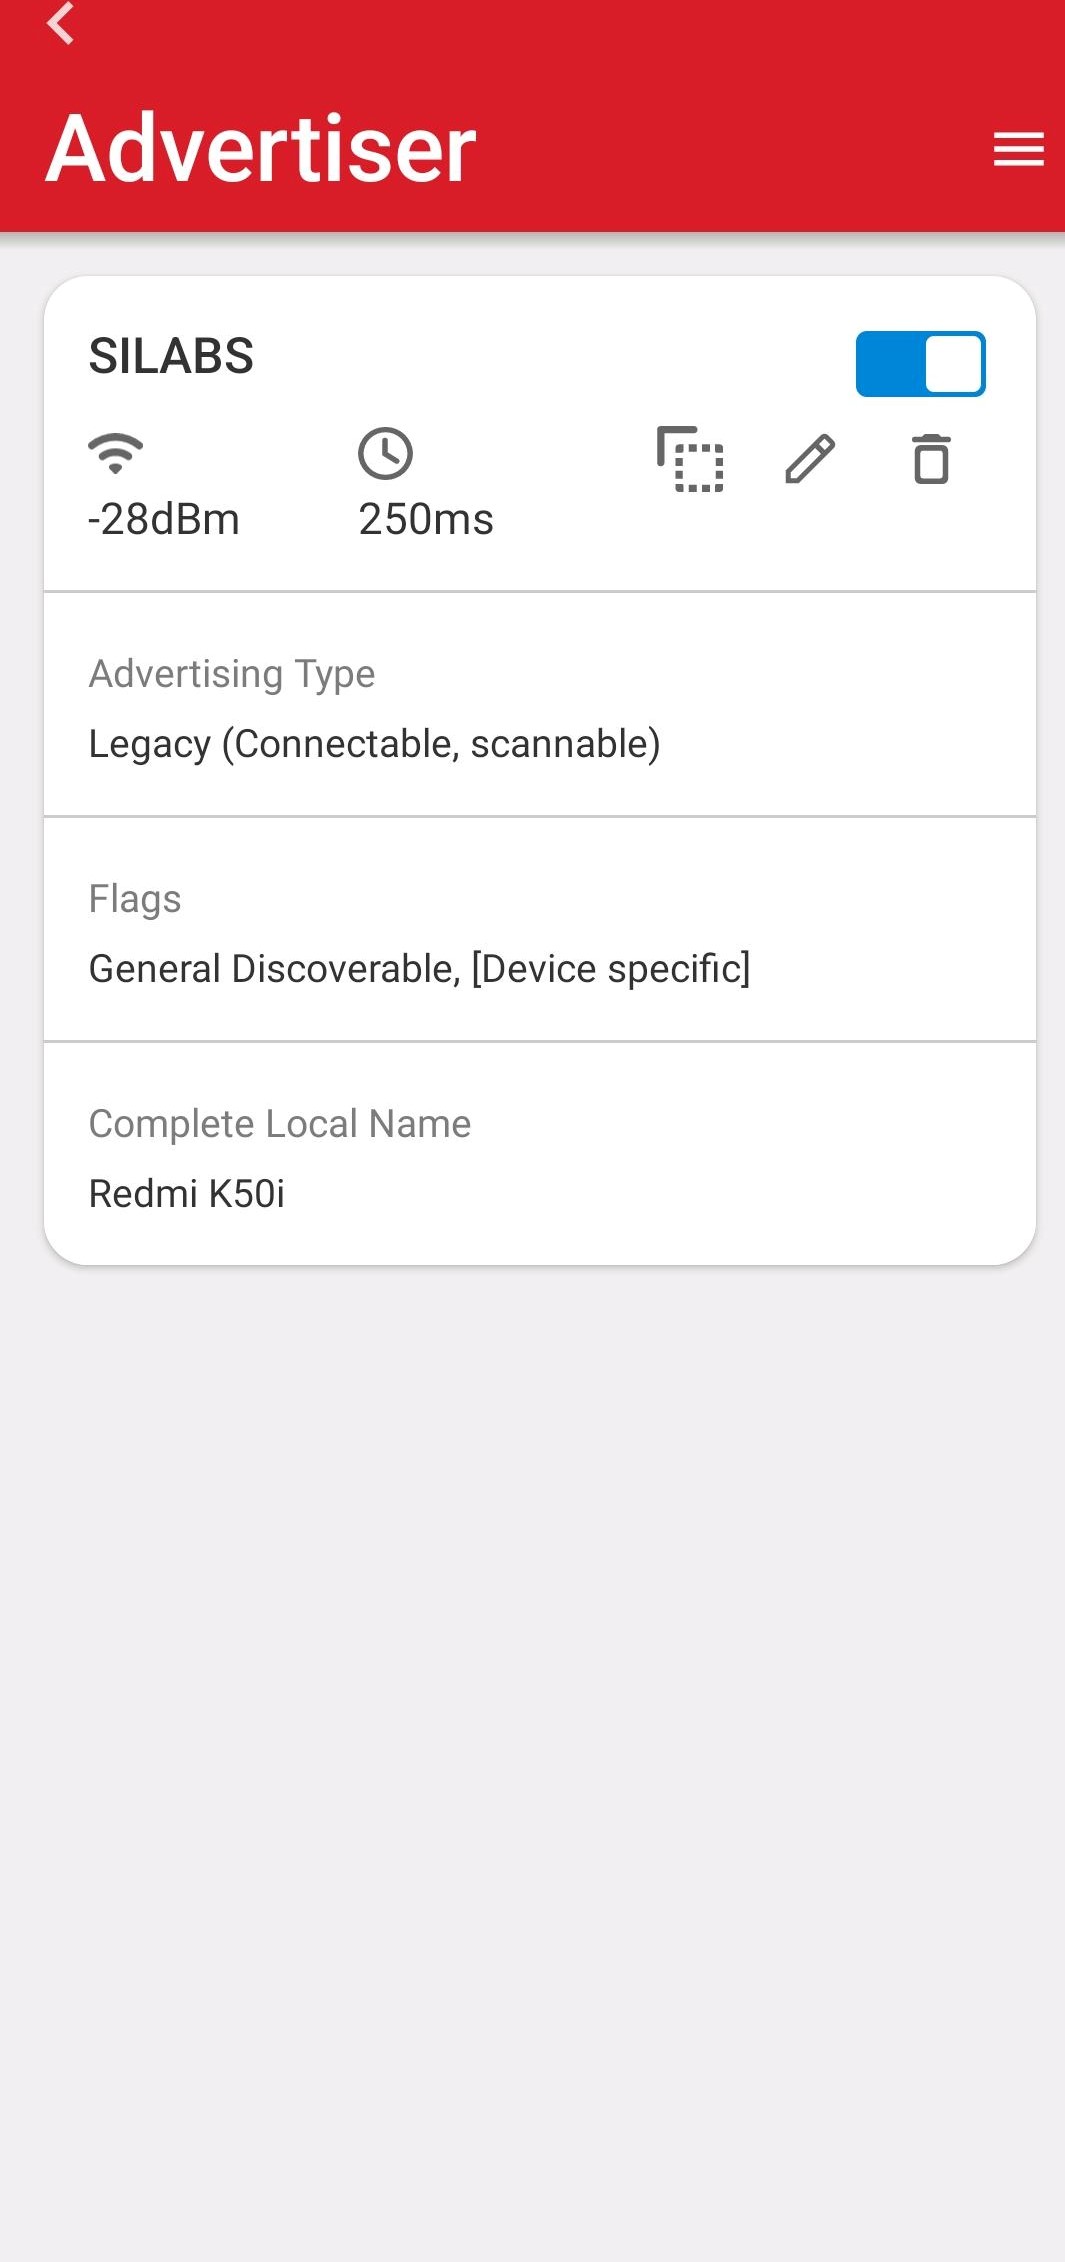 Advertiser
SILABS
-28dBm
250ms
Advertising Type
Legacy (Connectable, scannable)
Flags
General Discoverable, [Device specific]
Complete Local Name
Redmi K50i